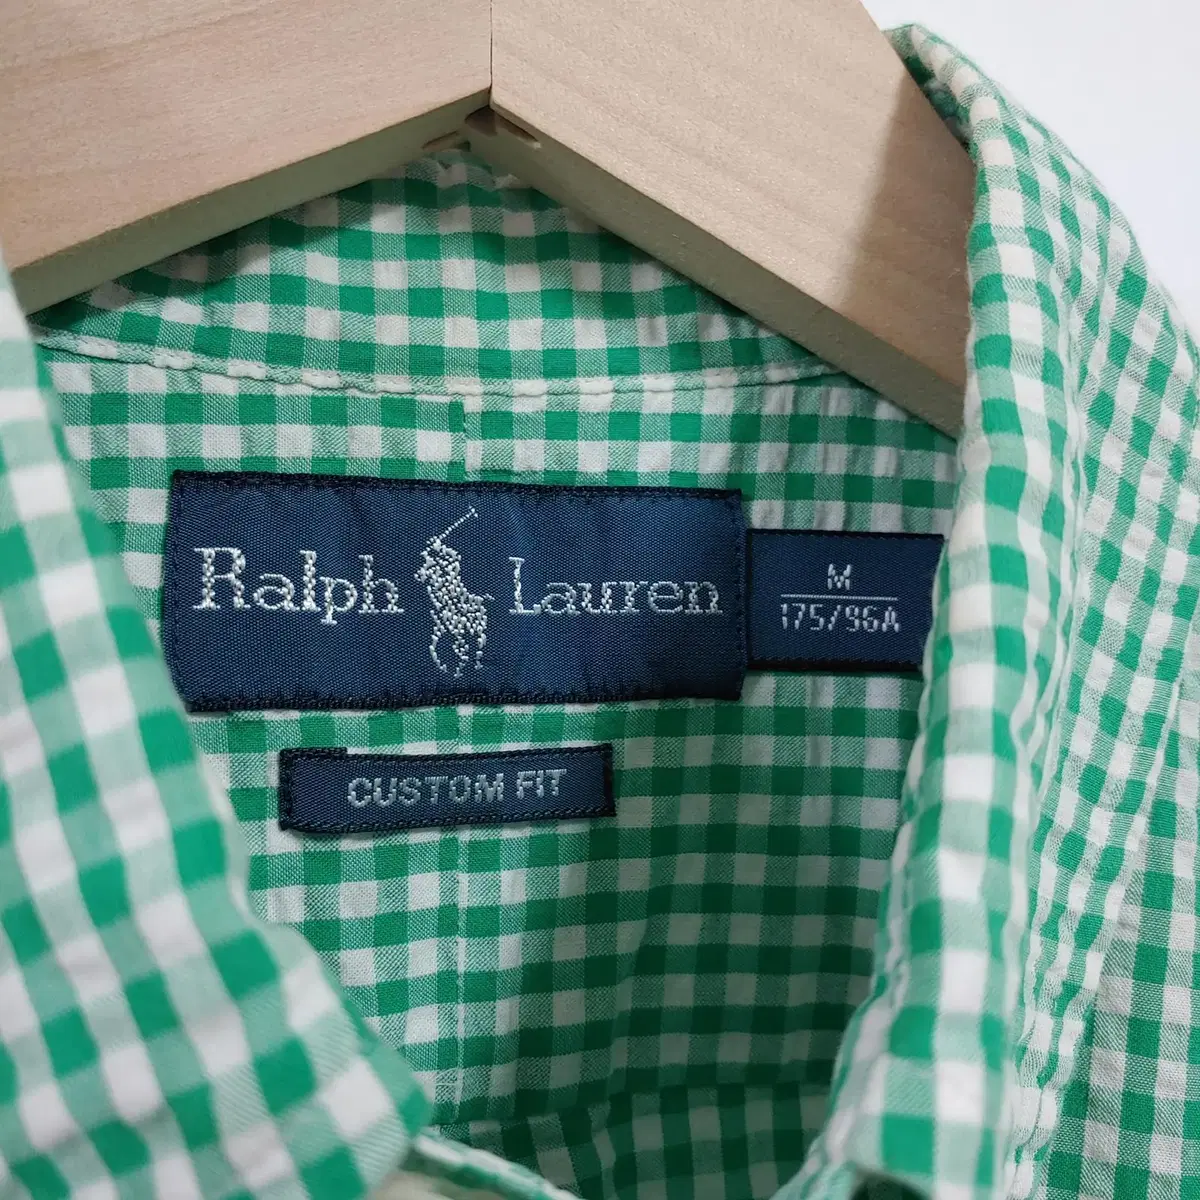 Ralph Lauren
M
175/96A
CUSTOM FIT